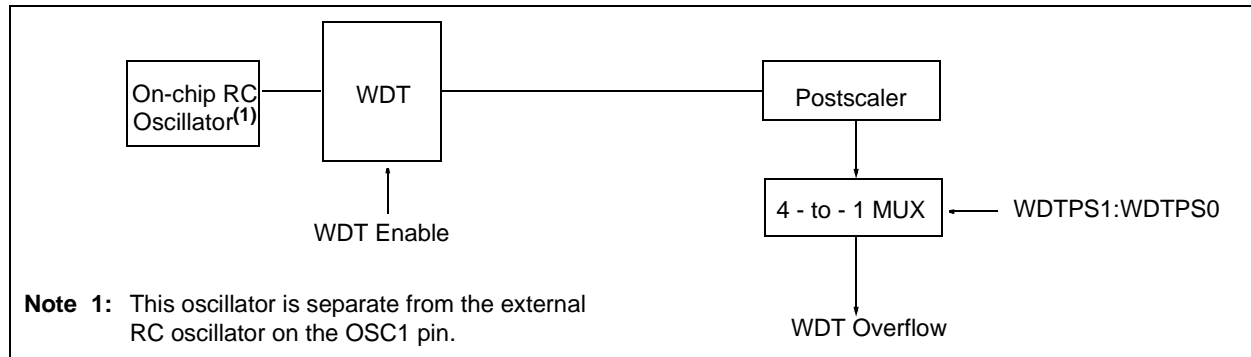 On-chip RC
Oscillator(1)
WDT
Postscaler
4 - to - 1 MUX
WDTPS1:WDTPS0
WDT Enable
WDT Overflow
Note 1: This oscillator is separate from the external
RC oscillator on the OSC1 pin.